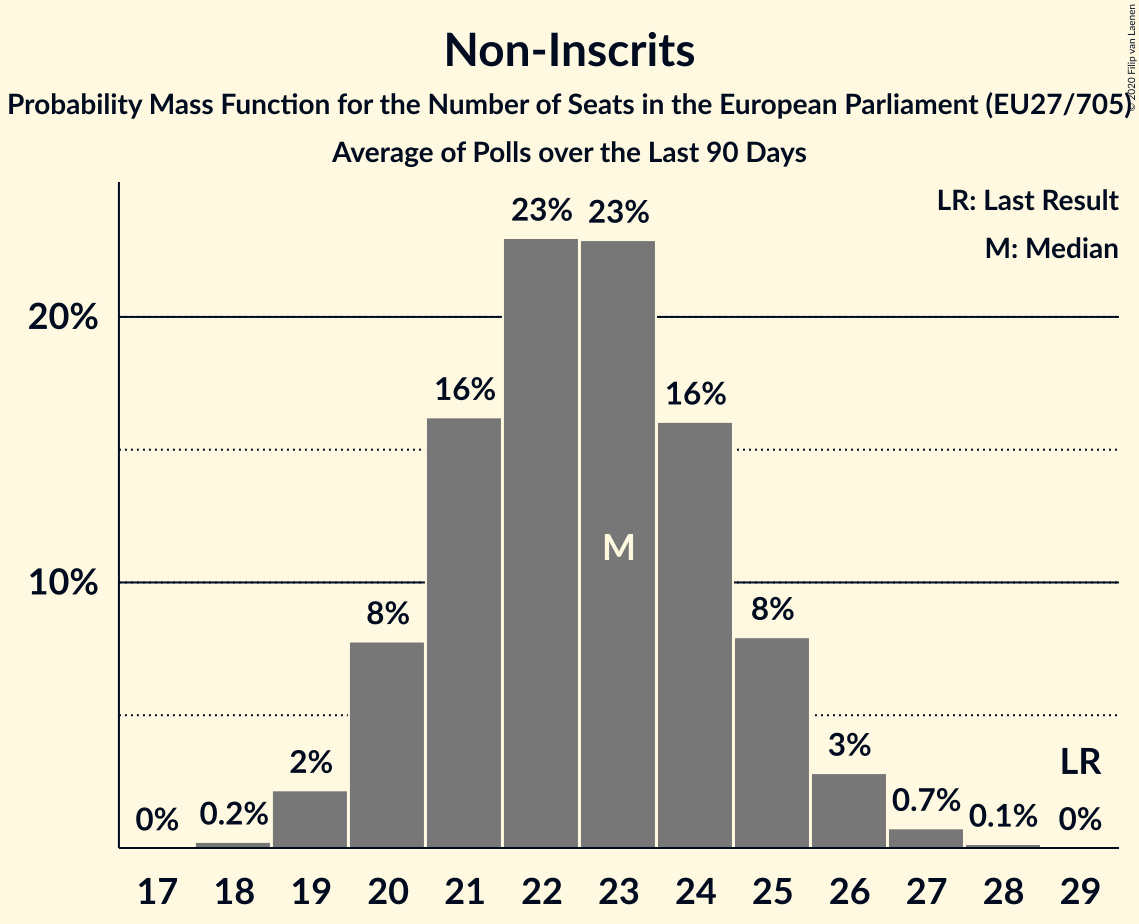 Non-Inscrits
Probability Mass Function for the Number of Seats in the European Parliament (EU27/705)
Average of Polls over the Last 90 Days
© 2020 Filip van Laenen
LR: Last Result
M: Median
23% 23%
20%
16% 16%
M
10%
8% 8%
2% 3% LR
0% 0.2% 0.7% 0.1% 0%
17 18 19 20 21 22 23 24 25 26 27 28 29